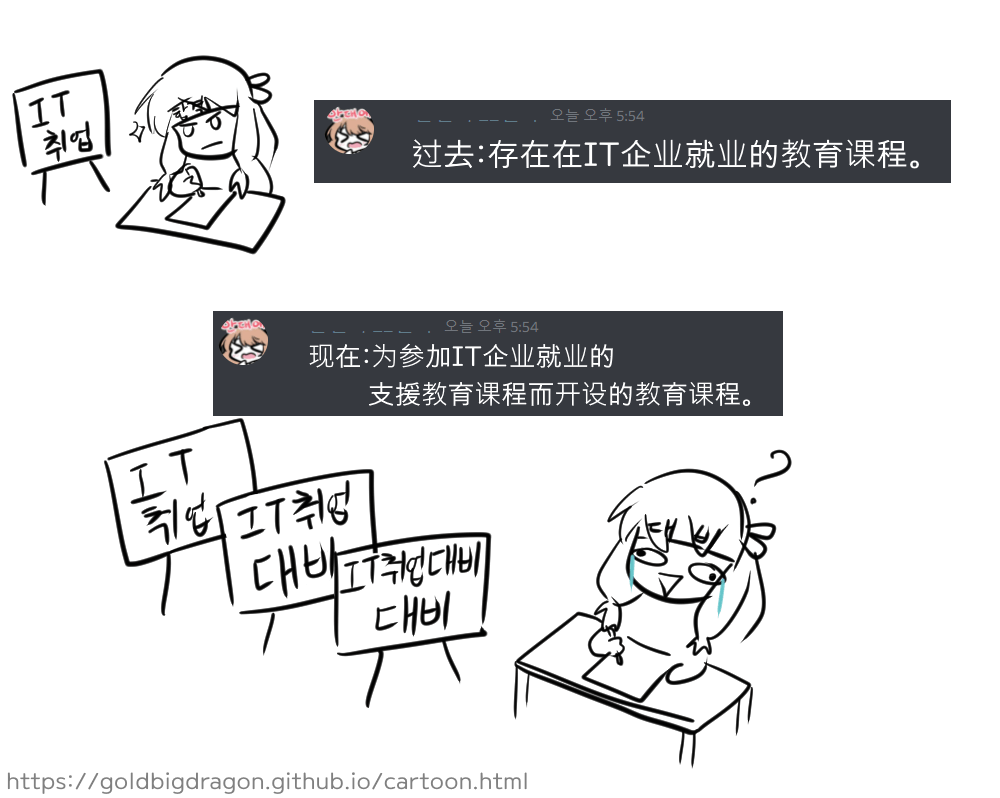 IT
취업
오늘 오후 5:54
过去:存在在IT企业就业的教育课程。
오늘 오후 5:54
现在:为参加IT企业就业的
支援教育课程而开设的教育课程。
IT
취업
IT취업
대비
IT취업대비
대비
?
대비
https://goldbigdragon.github.io/cartoon.html